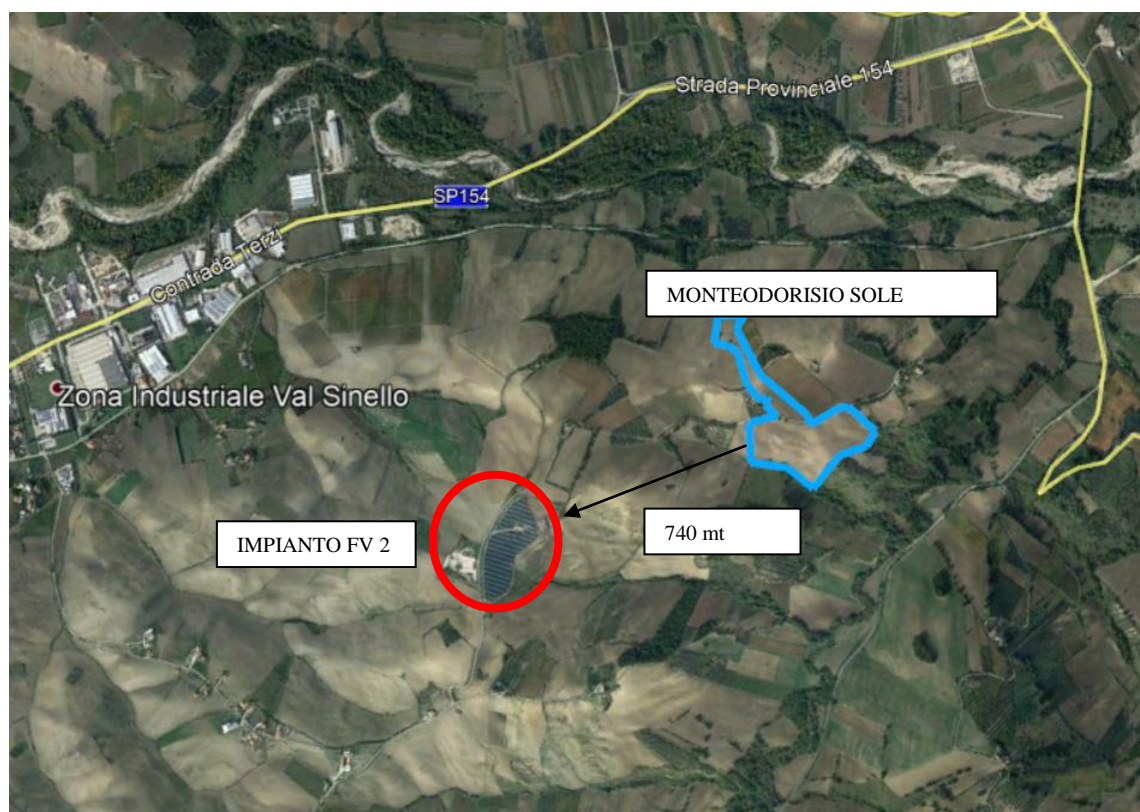 Strada Provinciale 154
SP154
Contrada Terzi
MONTEODORISIO SOLE
Zona Industriale Val Sinello
IMPIANTO FV 2
740 mt